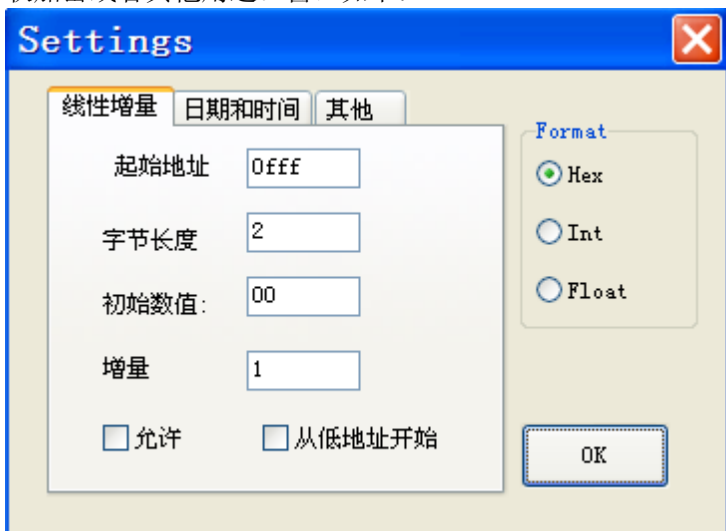 Settings
线性增量 日期和时间 其他
起始地址 0fff
字节长度 2
初始数值: 00
增量 1
允许 从低地址开始
Format
Hex
Int
Float
OK